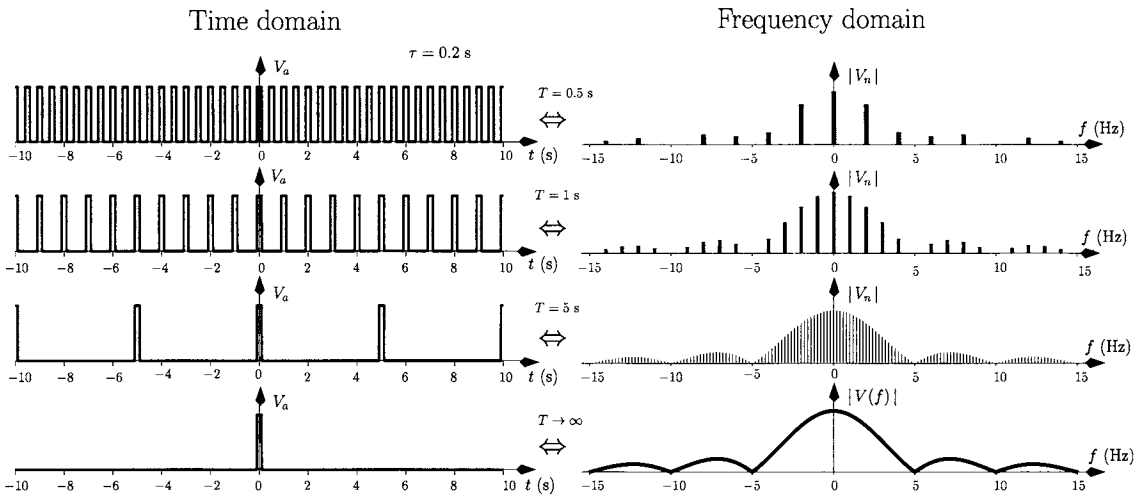 Time domain
Frequency domain
τ = 0.2 s
V_a
T = 0.5 s
⇔
|V_n|
f (Hz)
−10 −8 −6 −4 −2 0 2 4 6 8 10 t (s)
−15 −10 −5 0 5 10 15
V_a
T = 1 s
⇔
|V_n|
f (Hz)
−10 −8 −6 −4 −2 0 2 4 6 8 10 t (s)
−15 −10 −5 0 5 10 15
V_a
T = 5 s
⇔
|V_n|
f (Hz)
−10 −8 −6 −4 −2 0 2 4 6 8 10 t (s)
−15 −10 −5 0 5 10 15
V_a
T → ∞
⇔
|V(f)|
f (Hz)
−10 −8 −6 −4 −2 0 2 4 6 8 10 t (s)
−15 −10 −5 0 5 10 15